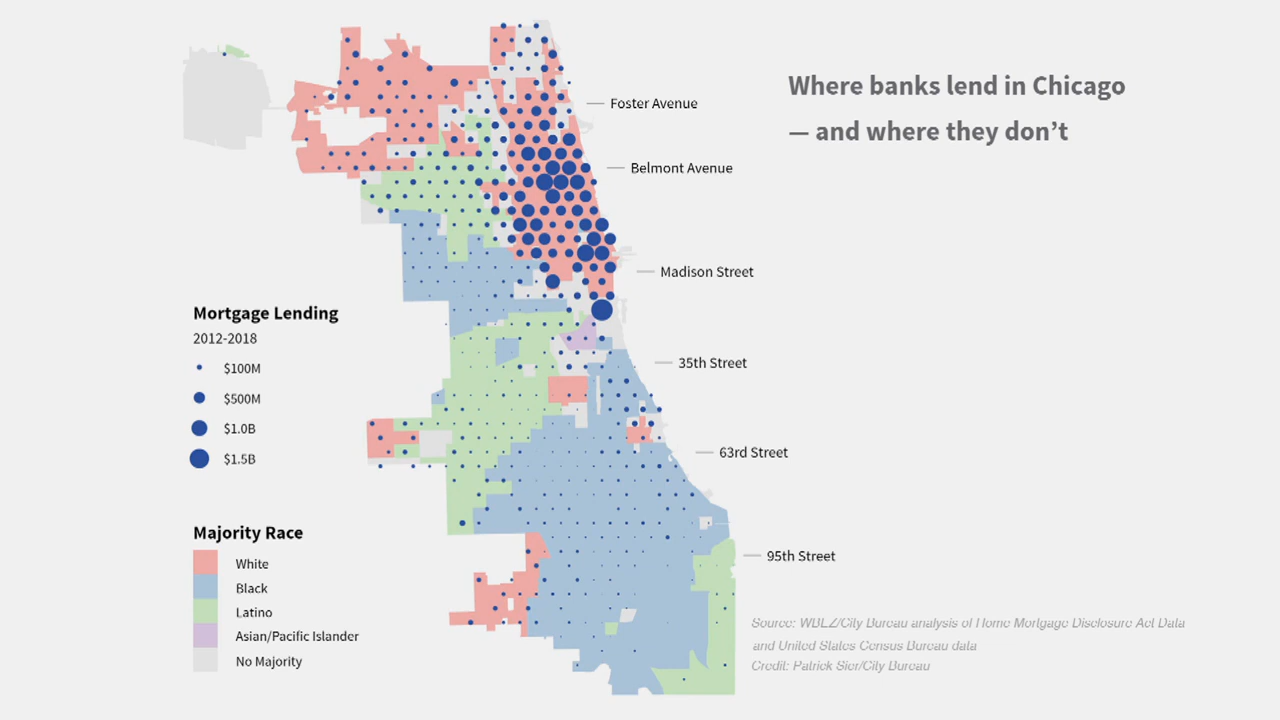 Where banks lend in Chicago
— and where they don’t
Foster Avenue
Belmont Avenue
Madison Street
35th Street
63rd Street
95th Street
Mortgage Lending
2012-2018
$100M
$500M
$1.0B
$1.5B
Majority Race
White
Black
Latino
Asian/Pacific Islander
No Majority
Source: WBEZ/City Bureau analysis of Home Mortgage Disclosure Act Data
and United States Census Bureau data
Credit: Patrick Sier/City Bureau